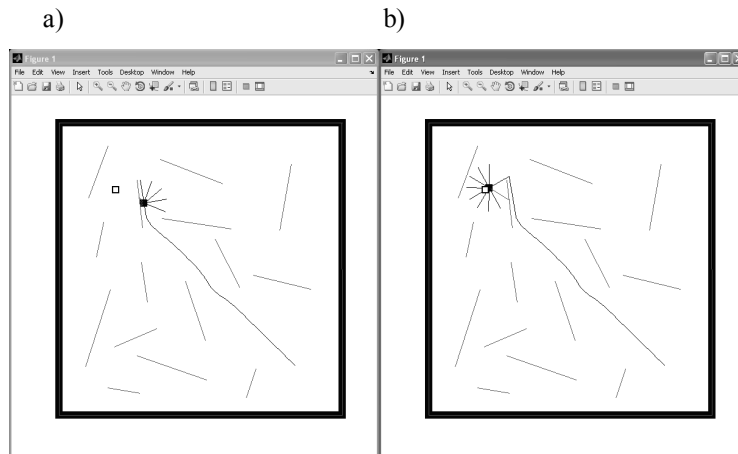 a)
b)
Figure 1
File Edit View Insert Tools Desktop Window Help
Figure 1
File Edit View Insert Tools Desktop Window Help